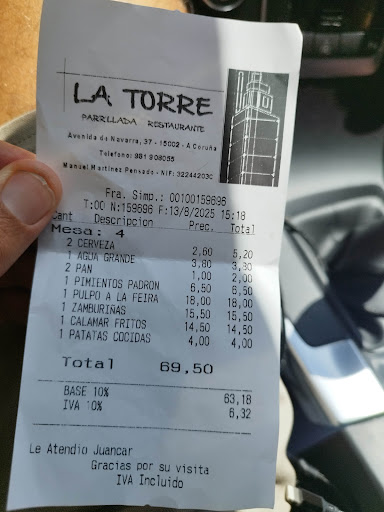 LA TORRE
PARRILLADA RESTAURANTE
Avenida de Navarra, 37 - 15002 - A Coruña
Telefono: 981 908055
Manuel Martinez Pensado - NIF: 32244203C
Fra. Simp.: 00100159696
T:00 N:159696 F:13/8/2025 15:18
Cant Descripcion Prec. Total
Mesa: 4
2 CERVEZA 2,60 5,20
1 AGUA GRANDE 3,80 3,80
2 PAN 1,00 2,00
1 PIMIENTOS PADRON 6,50 6,50
1 PULPO A LA FEIRA 18,00 18,00
1 ZAMBURIÑAS 15,50 15,50
1 CALAMAR FRITOS 14,50 14,50
1 PATATAS COCIDAS 4,00 4,00
Total 69,50
BASE 10% 63,18
IVA 10% 6,32
Le Atendio Juancar
Gracias por su visita
IVA Incluido